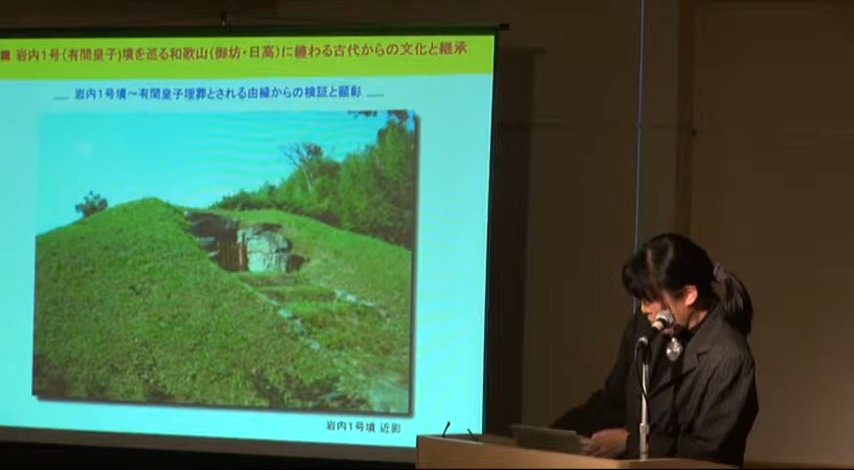 ■ 岩内1号(有間皇子)墳を巡る和歌山(御坊・日高)に纏わる古代からの文化と継承
…… 岩内1号墳～有間皇子埋葬とされる由縁からの検証と顕彰 ……
岩内1号墳 近影